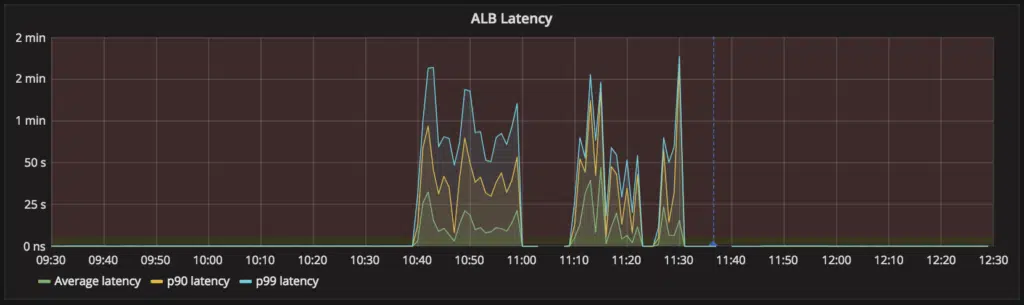 ALB Latency
2 min
2 min
1 min
50 s
25 s
0 ns
09:30 09:40 09:50 10:00 10:10 10:20 10:30 10:40 10:50 11:00 11:10 11:20 11:30 11:40 11:50 12:00 12:10 12:20 12:30
Average latency p90 latency p99 latency